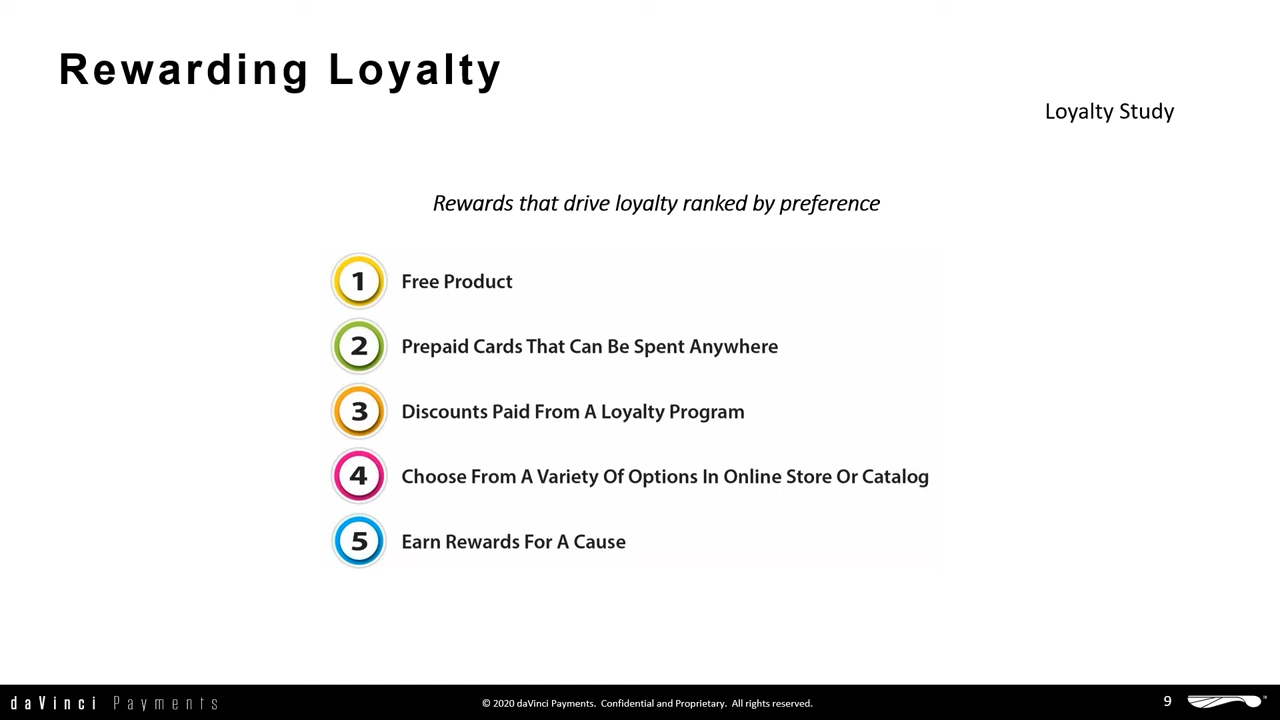 Rewarding Loyalty
Loyalty Study
Rewards that drive loyalty ranked by preference
1 Free Product
2 Prepaid Cards That Can Be Spent Anywhere
3 Discounts Paid From A Loyalty Program
4 Choose From A Variety Of Options In Online Store Or Catalog
5 Earn Rewards For A Cause
daVinci Payments
© 2020 daVinci Payments. Confidential and Proprietary. All rights reserved.
9
™